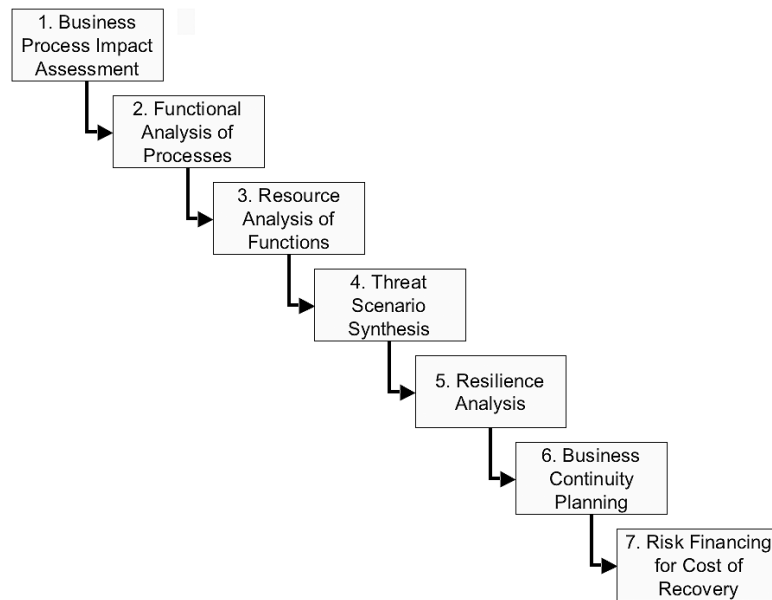 1. Business
Process Impact
Assessment
2. Functional
Analysis of
Processes
3. Resource
Analysis of
Functions
4. Threat
Scenario
Synthesis
5. Resilience
Analysis
6. Business
Continuity
Planning
7. Risk Financing
for Cost of
Recovery